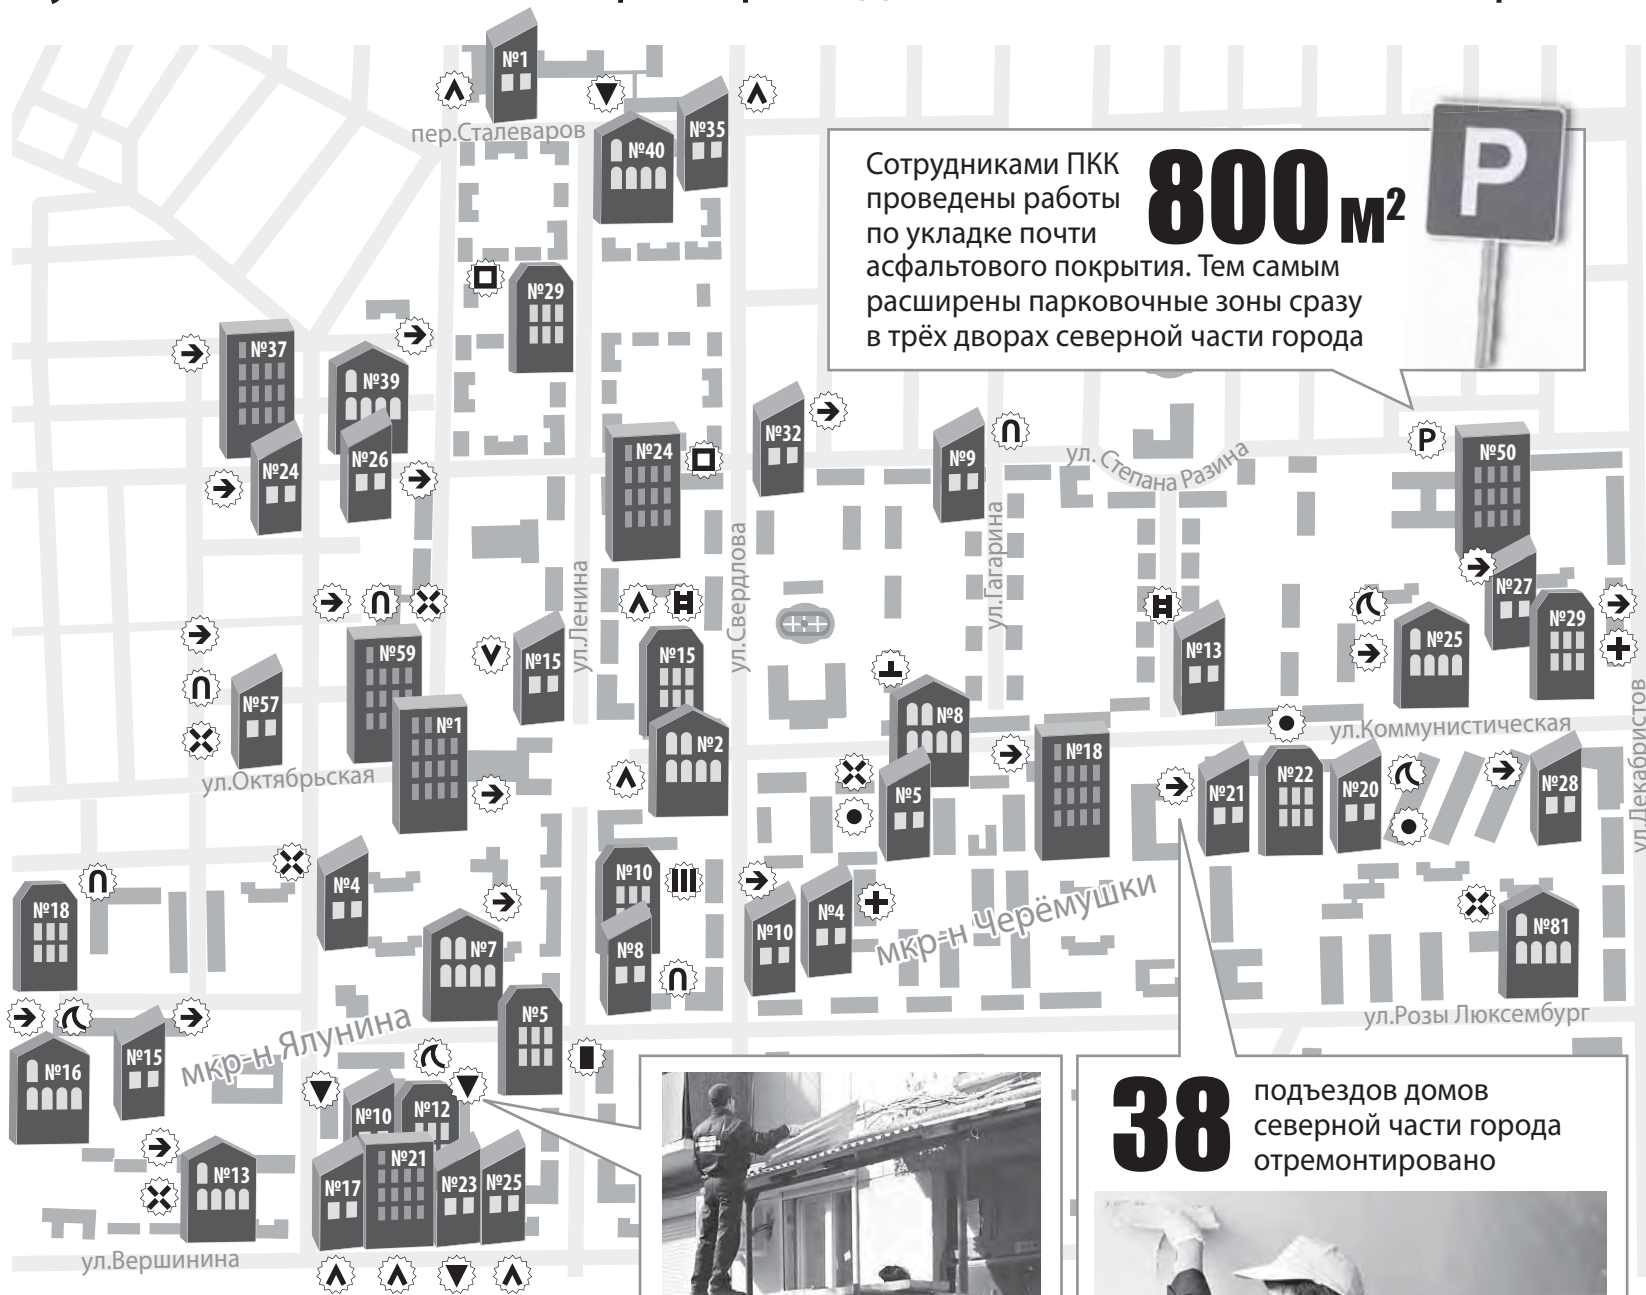 №1
№35
№40
пер.Сталеваров
Сотрудниками ПКК
проведены работы
по укладке почти
800 м²
асфальтового покрытия. Тем самым
расширены парковочные зоны сразу
в трёх дворах северной части города
P
№29
№37
№39
№24
№26
№24
№32
№9
ул. Степана Разина
P
№50
ул.Ленина
ул.Свердлова
ул.Гагарина
№27
№29
№25
№13
№59
№15
№15
№57
№1
№2
№8
№18
№5
ул.Октябрьская
ул.Коммунистическая
ул.Декабристов
№21
№22
№20
№28
№4
№18
№7
№10
№8
№10
№4
мкр-н Черёмушки
№81
№5
ул.Розы Люксембург
№16
№15
мкр-н Ялунина
№10
№12
№13
№17
№21
№23
№25
ул.Вершинина
38
подъездов домов
северной части города
отремонтировано